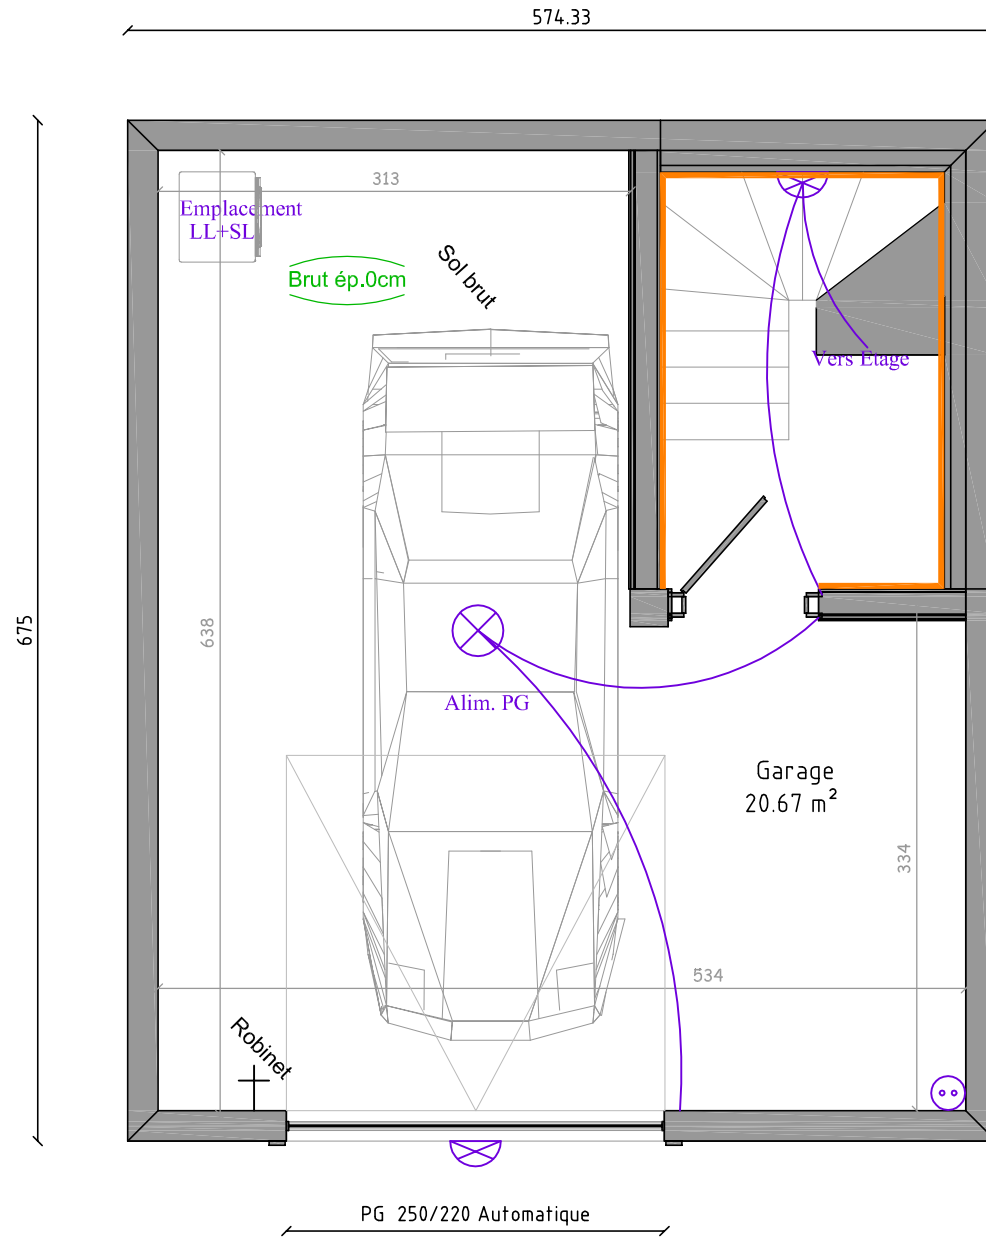 574.33
313
Emplacement
LL+SL
Brut ép.0cm
Sol brut
Vers Etage
675
638
Alim. PG
Garage
20.67 m²
334
534
Robinet
PG 250/220 Automatique